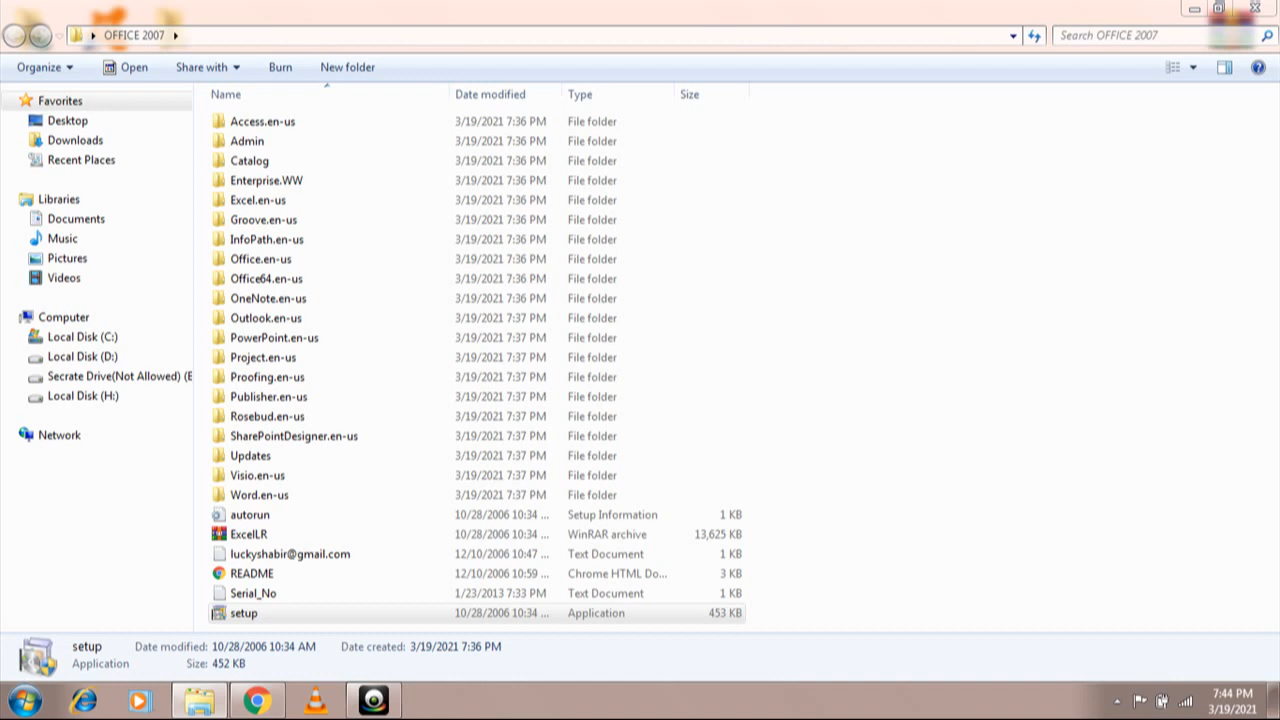 OFFICE 2007
Search OFFICE 2007
Organize Open Share with Burn New folder
Name Date modified Type Size
Favorites
Desktop
Downloads
Recent Places
Libraries
Documents
Music
Pictures
Videos
Computer
Local Disk (C:)
Local Disk (D:)
Secrate Drive(Not Allowed) (E
Local Disk (H:)
Network
Access.en-us 3/19/2021 7:36 PM File folder
Admin 3/19/2021 7:36 PM File folder
Catalog 3/19/2021 7:36 PM File folder
Enterprise.WW 3/19/2021 7:36 PM File folder
Excel.en-us 3/19/2021 7:36 PM File folder
Groove.en-us 3/19/2021 7:36 PM File folder
InfoPath.en-us 3/19/2021 7:36 PM File folder
Office.en-us 3/19/2021 7:36 PM File folder
Office64.en-us 3/19/2021 7:36 PM File folder
OneNote.en-us 3/19/2021 7:36 PM File folder
Outlook.en-us 3/19/2021 7:37 PM File folder
PowerPoint.en-us 3/19/2021 7:37 PM File folder
Project.en-us 3/19/2021 7:37 PM File folder
Proofing.en-us 3/19/2021 7:37 PM File folder
Publisher.en-us 3/19/2021 7:37 PM File folder
Rosebud.en-us 3/19/2021 7:37 PM File folder
SharePointDesigner.en-us 3/19/2021 7:37 PM File folder
Updates 3/19/2021 7:37 PM File folder
Visio.en-us 3/19/2021 7:37 PM File folder
Word.en-us 3/19/2021 7:37 PM File folder
autorun 10/28/2006 10:34 ... Setup Information 1 KB
ExcelLR 10/28/2006 10:34 ... WinRAR archive 13,625 KB
luckyshabir@gmail.com 12/10/2006 10:47 ... Text Document 1 KB
README 12/10/2006 10:59 ... Chrome HTML Do... 3 KB
Serial_No 1/23/2013 7:33 PM Text Document 1 KB
setup 10/28/2006 10:34 ... Application 453 KB
setup Date modified: 10/28/2006 10:34 AM Date created: 3/19/2021 7:36 PM
Application Size: 452 KB
7:44 PM
3/19/2021